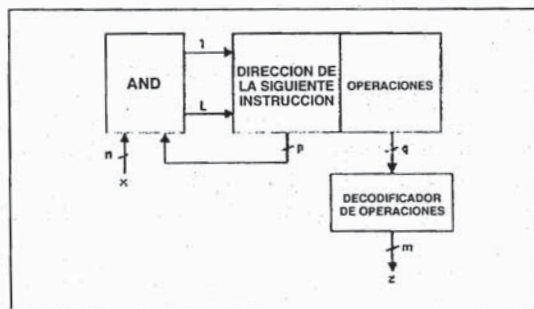 AND
1
L
DIRECCION DE
LA SIGUIENTE
INSTRUCCION
OPERACIONES
n
x
p
q
DECODIFICADOR
DE OPERACIONES
m
z